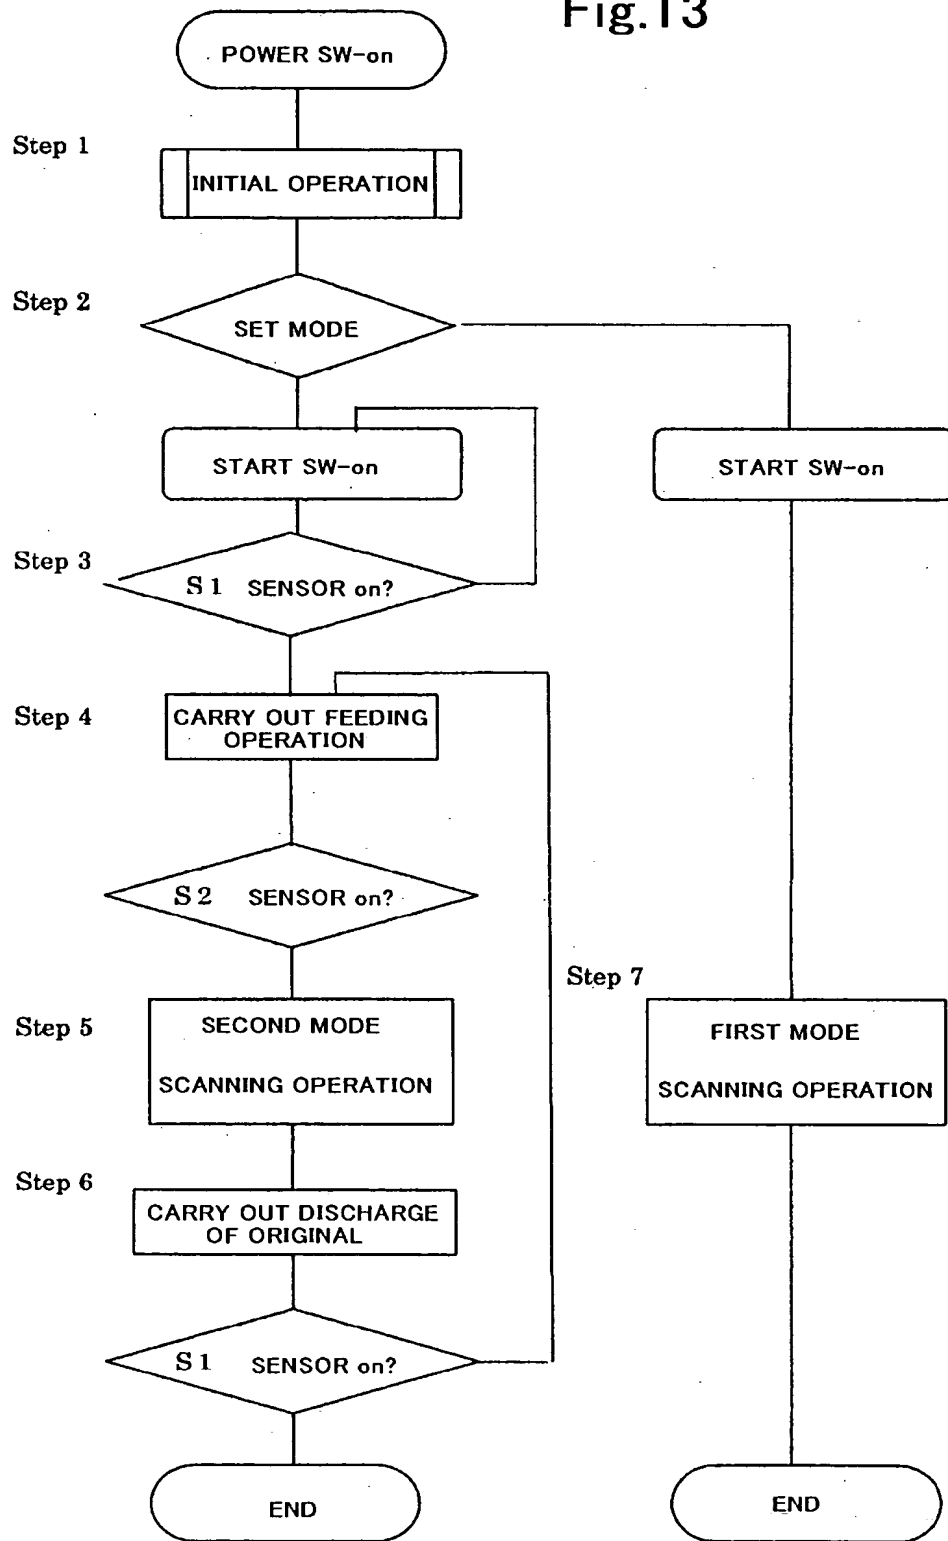 Fig.13
POWER SW-on
Step 1
INITIAL OPERATION
Step 2
SET MODE
START SW-on
START SW-on
Step 3
S1 SENSOR on?
Step 4
CARRY OUT FEEDING
OPERATION
S2 SENSOR on?
Step 7
Step 5
SECOND MODE
SCANNING OPERATION
FIRST MODE
SCANNING OPERATION
Step 6
CARRY OUT DISCHARGE
OF ORIGINAL
S1 SENSOR on?
END
END